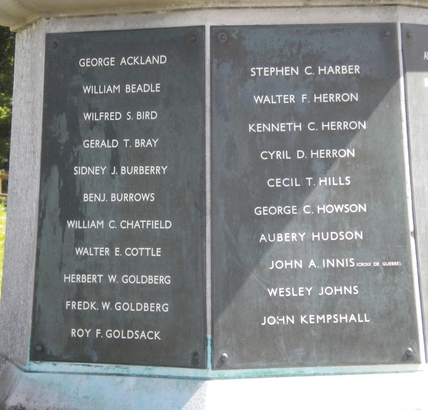 GEORGE ACKLAND
WILLIAM BEADLE
WILFRED S. BIRD
GERALD T. BRAY
SIDNEY J. BURBERRY
BENJ. BURROWS
WILLIAM C. CHATFIELD
WALTER E. COTTLE
HERBERT W. GOLDBERG
FREDK. W. GOLDBERG
ROY F. GOLDSACK
STEPHEN C. HARBER
WALTER F. HERRON
KENNETH C. HERRON
CYRIL D. HERRON
CECIL T. HILLS
GEORGE C. HOWSON
AUBERY HUDSON
JOHN A. INNIS (CROIX DE GUERRE)
WESLEY JOHNS
JOHN KEMPSHALL